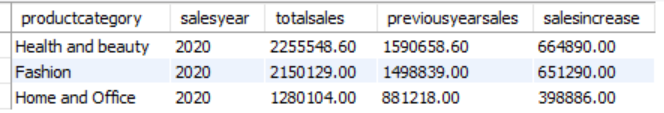 productcategory salesyear totalsales previousyearsales salesincrease
Health and beauty 2020 2255548.60 1590658.60 664890.00
Fashion 2020 2150129.00 1498839.00 651290.00
Home and Office 2020 1280104.00 881218.00 398886.00